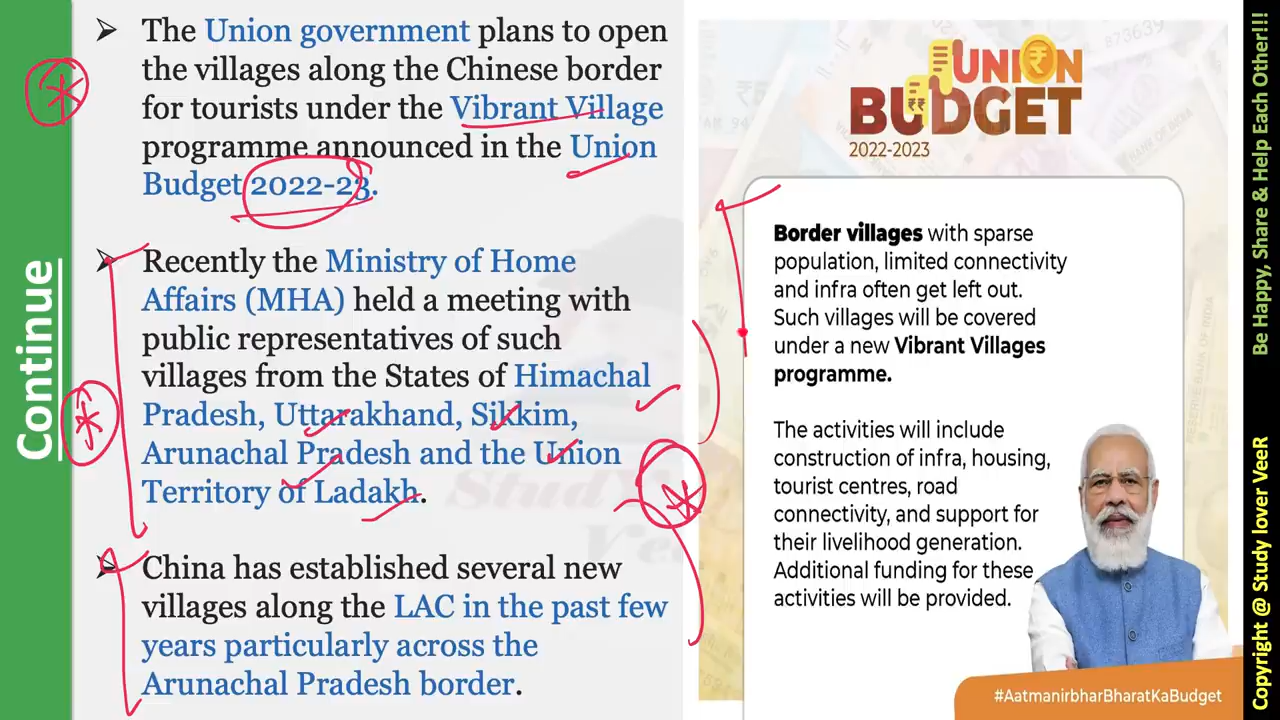 Continue
➢ The Union government plans to open
the villages along the Chinese border
for tourists under the Vibrant Village
programme announced in the Union
Budget 2022-23.
➢ Recently the Ministry of Home
Affairs (MHA) held a meeting with
public representatives of such
villages from the States of Himachal
Pradesh, Uttarakhand, Sikkim,
Arunachal Pradesh and the Union
Territory of Ladakh.
➢ China has established several new
villages along the LAC in the past few
years particularly across the
Arunachal Pradesh border.
UNION
BUDGET
2022-2023
Border villages with sparse
population, limited connectivity
and infra often get left out.
Such villages will be covered
under a new Vibrant Villages
programme.
The activities will include
construction of infra, housing,
tourist centres, road
connectivity, and support for
their livelihood generation.
Additional funding for these
activities will be provided.
#AatmanirbharBharatKaBudget
Be Happy, Share & Help Each Other!!!
Copyright @ Study lover VeeR